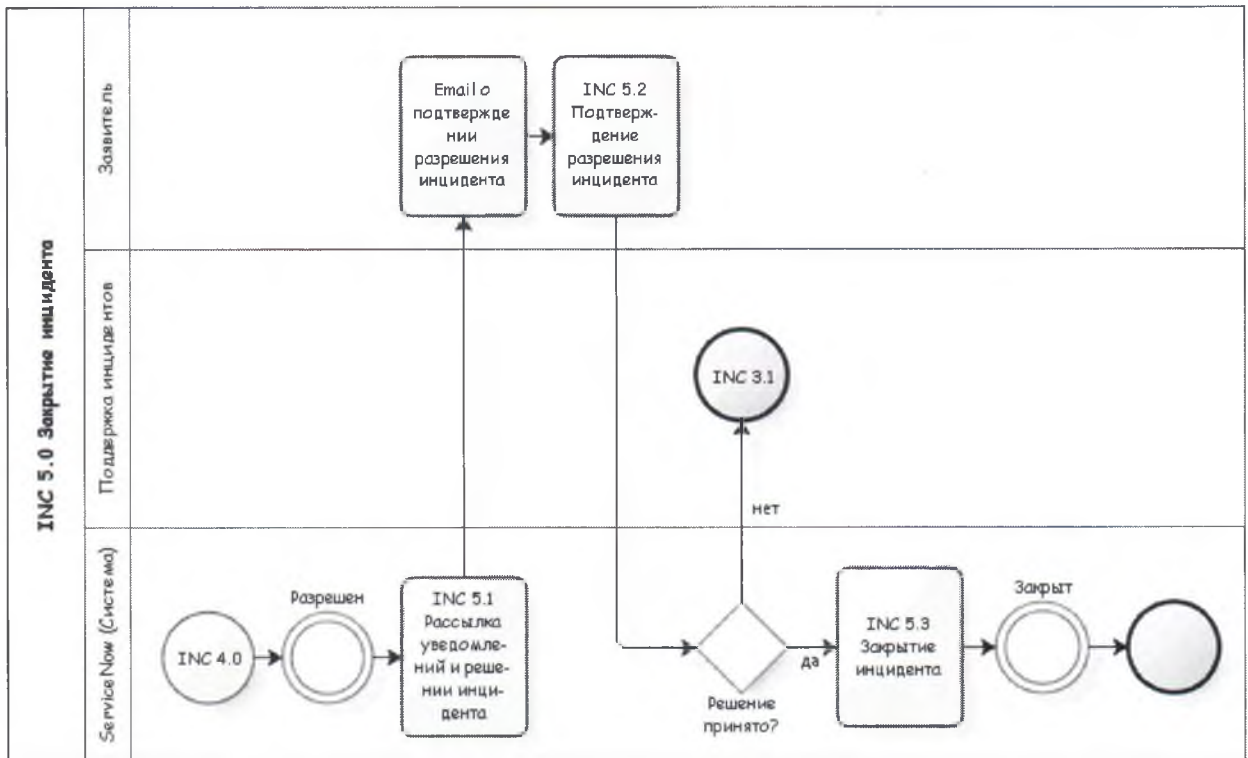 INC 5.0 Закрытие инцидента
Заявитель
Email о
подтвержде
нии
разрешения
инцидента
INC 5.2
Подтверж-
дение
разрешения
инцидента
Поддержка инцидентов
INC 3.1
нет
ServiceNow (Система)
INC 4.0
Разрешен
INC 5.1
Рассылка
уведомле-
ний и реше-
нии инци-
дента
Решение
принято?
да
INC 5.3
Закрытие
инцидента
Закрыт